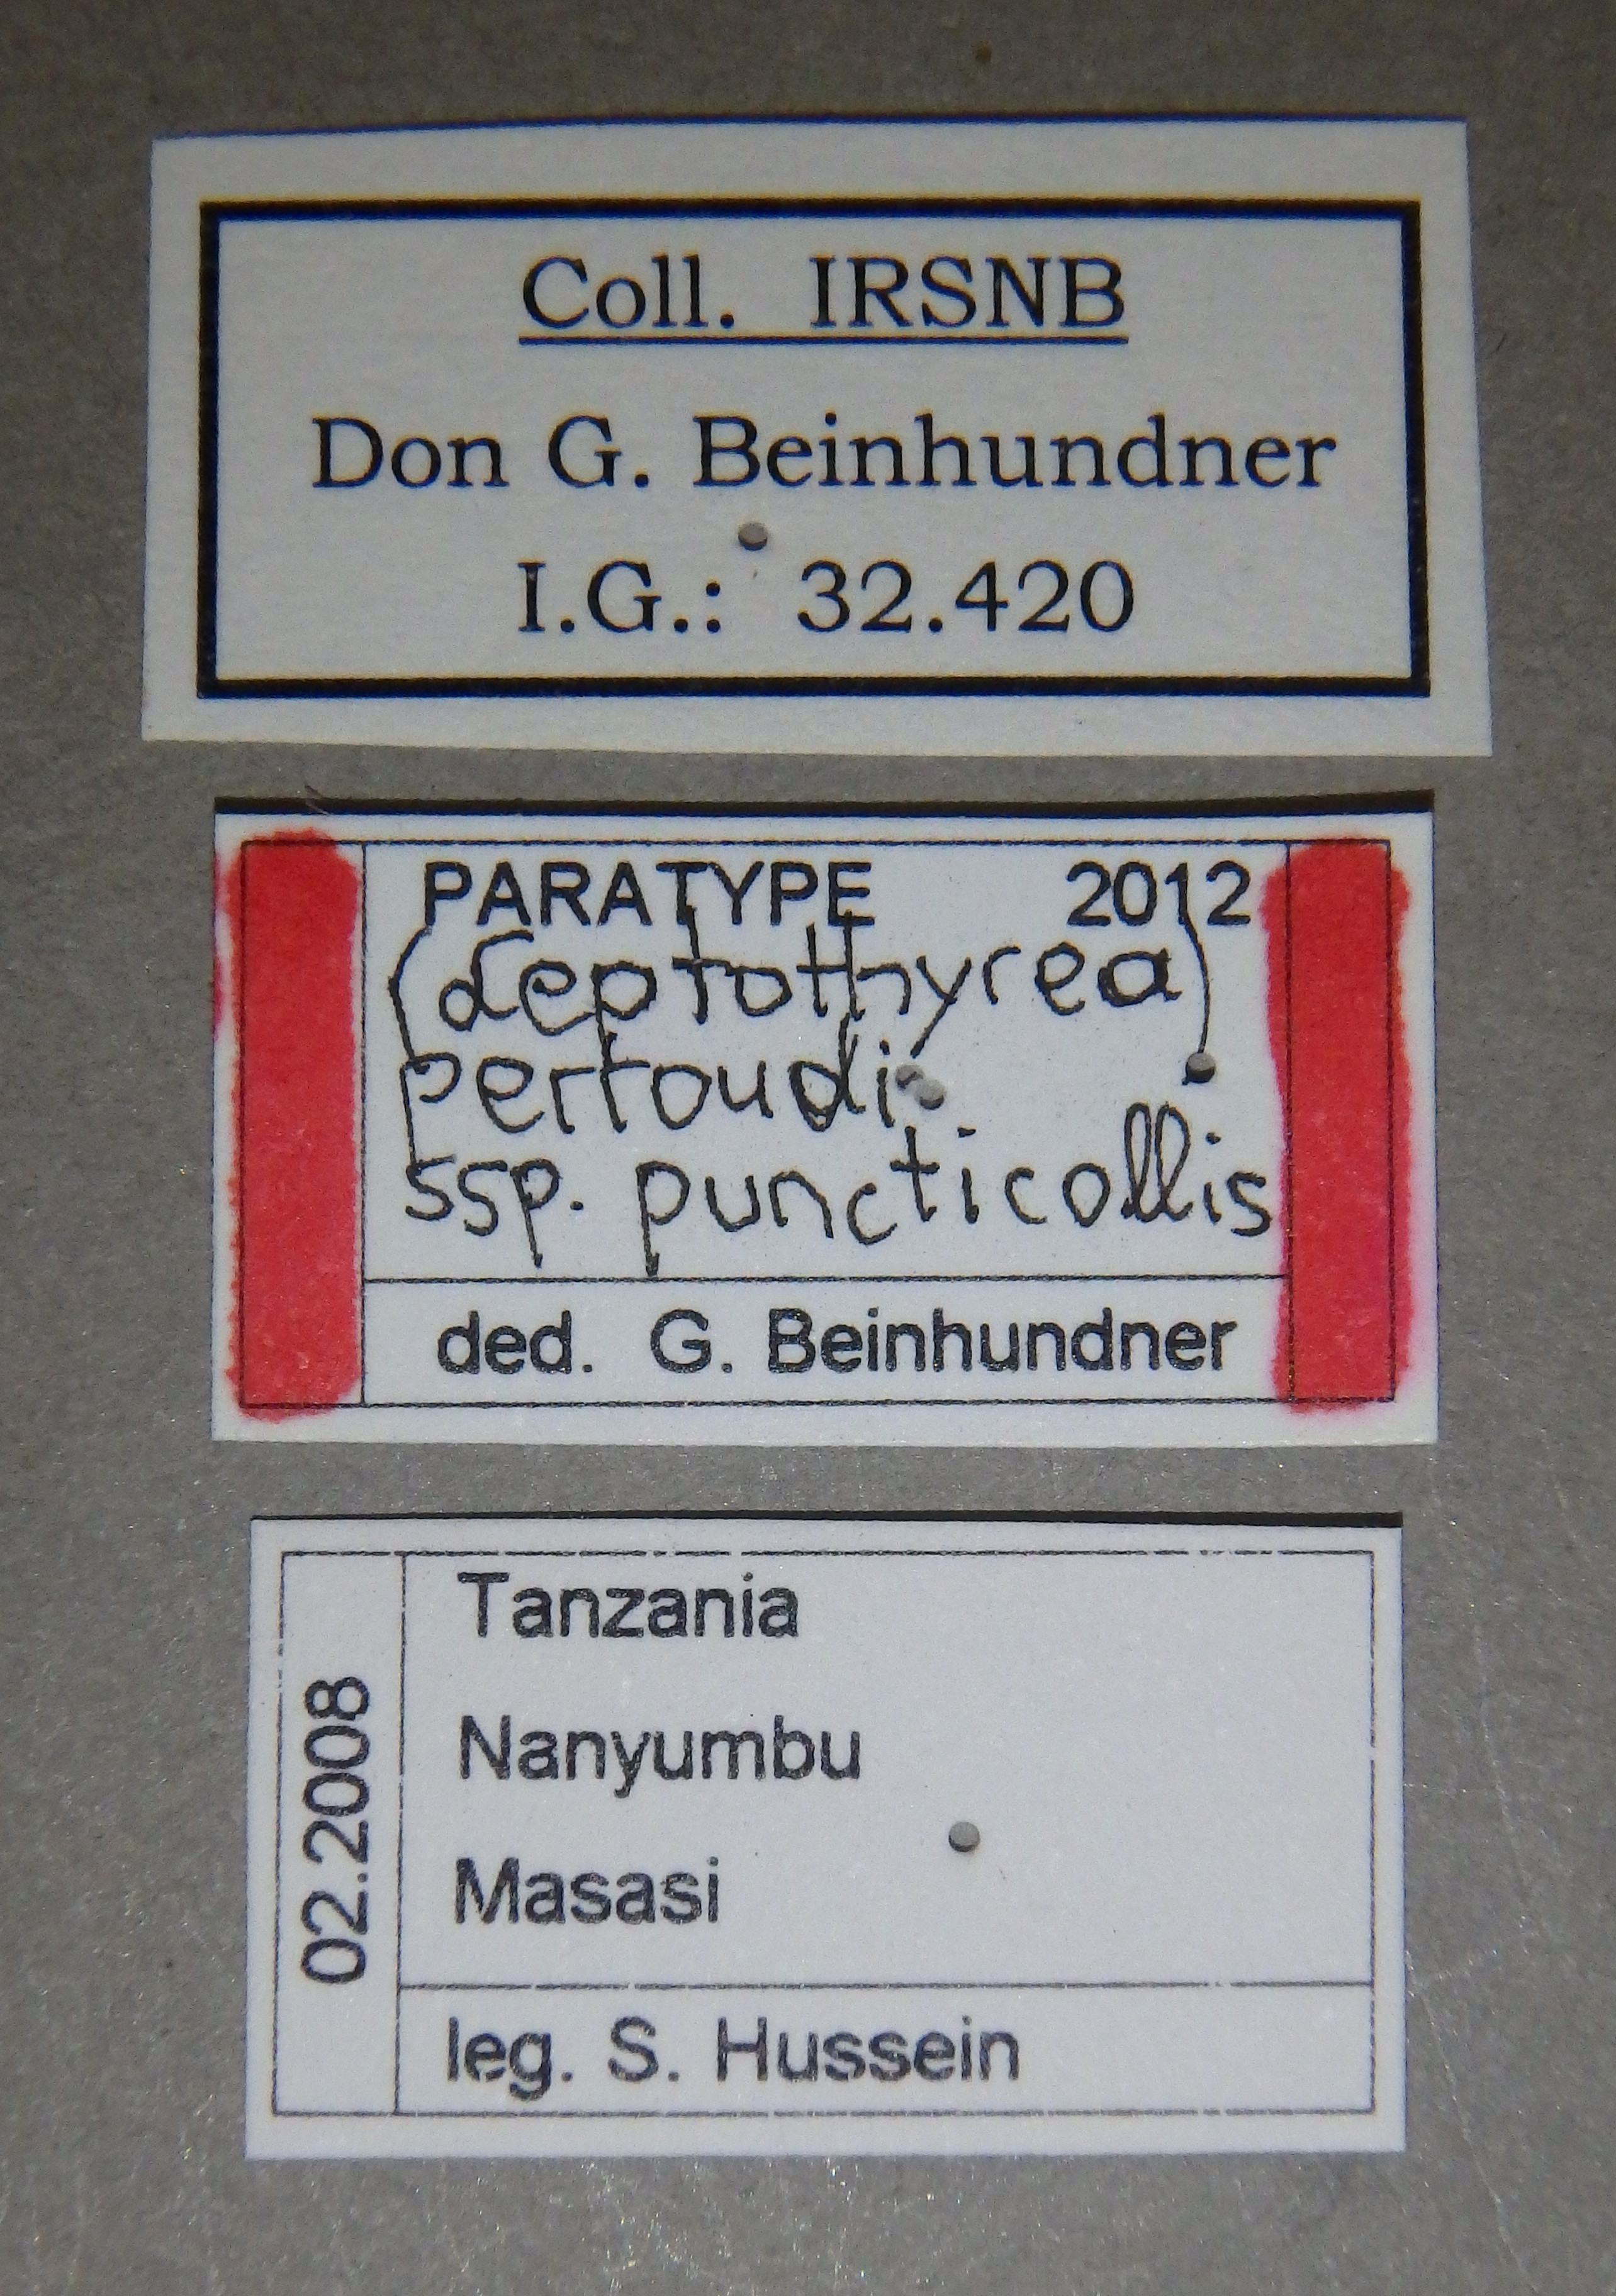 Coll. IRSNB
Don G. Beinhundner
I.G.: 32.420
PARATYPE 2012
(Leptothyrea)
perroudi
ssp. puncticollis
ded. G. Beinhundner
02.2008
Tanzania
Nanyumbu
Masasi
leg. S. Hussein